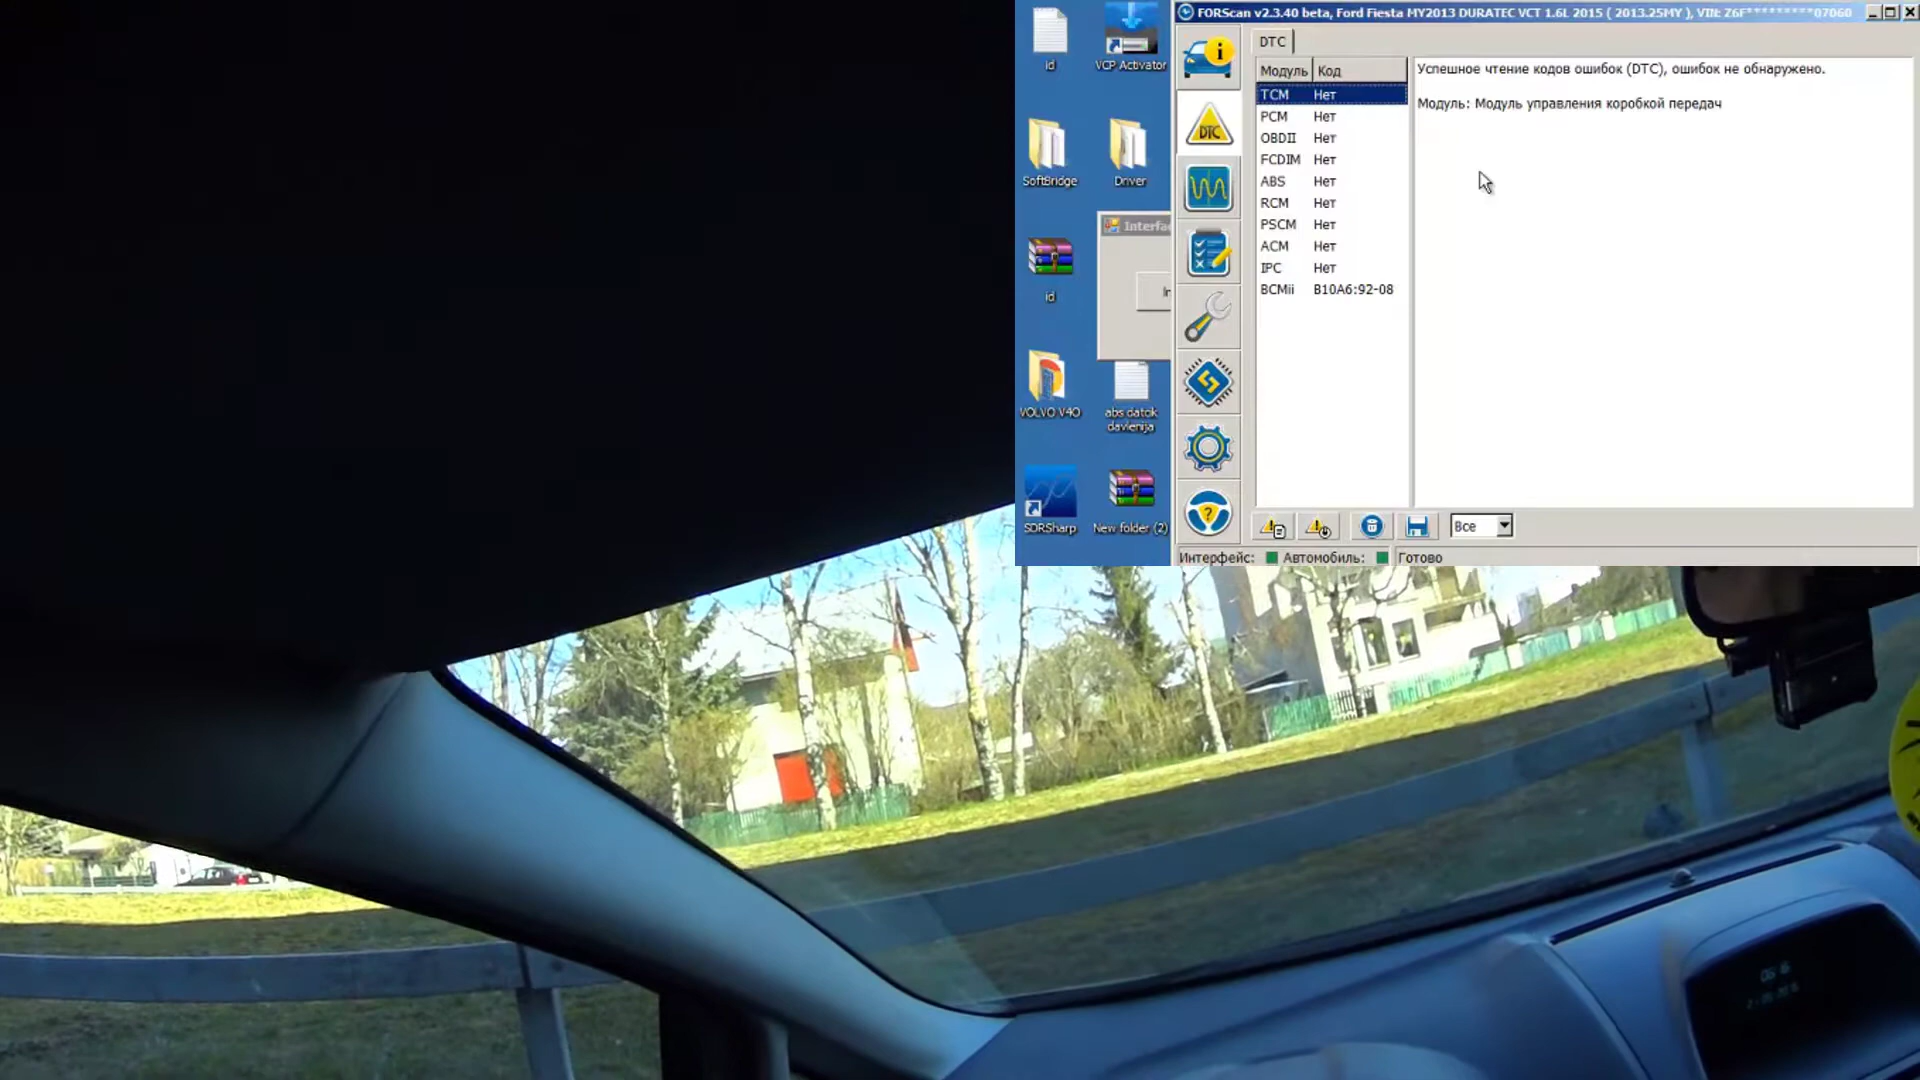 FORScan v2.3.40 beta, Ford Fiesta MY2013 DURATEC VCT 1.6L 2015 ( 2013.25MY ), VIN: Z6F*********07060
id
VCP Activator
SoftBridge
Driver
Interfa
id
In
VOLVO V40
abs datok
davlenija
SDRSharp
New folder (2)
DTC
DTC
Модуль Код
TCM Нет
PCM Нет
OBDII Нет
FCDIM Нет
ABS Нет
RCM Нет
PSCM Нет
ACM Нет
IPC Нет
BCMii B10A6:92-08
Успешное чтение кодов ошибок (DTC), ошибок не обнаружено.
Модуль: Модуль управления коробкой передач
Все
Интерфейс: Автомобиль: Готово